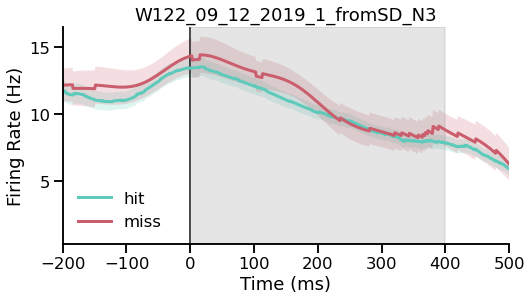 W122_09_12_2019_1_fromSD_N3
Firing Rate (Hz)
15
10
5
hit
miss
−200 −100 0 100 200 300 400 500
Time (ms)